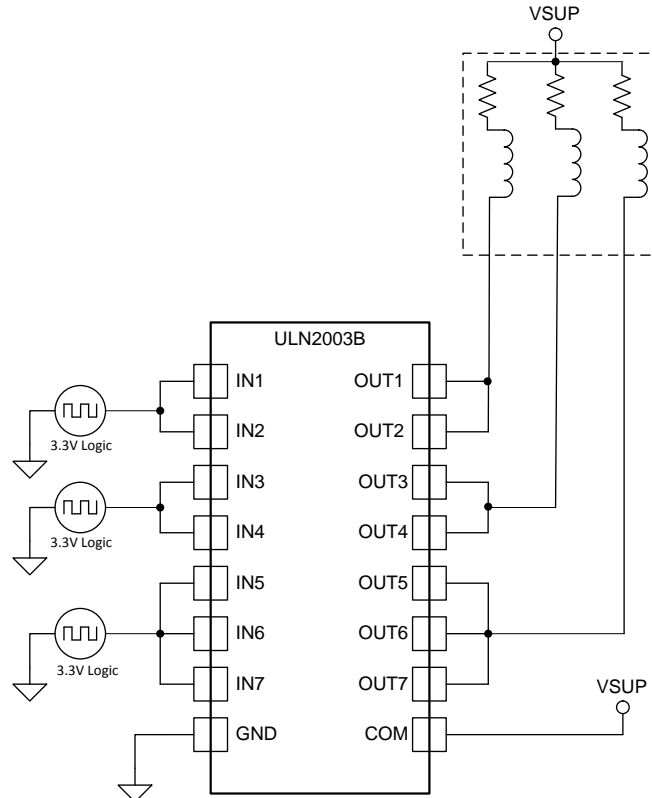 VSUP
ULN2003B
IN1
OUT1
IN2
OUT2
3.3V Logic
IN3
OUT3
IN4
OUT4
3.3V Logic
IN5
OUT5
IN6
OUT6
3.3V Logic
IN7
OUT7
VSUP
GND
COM